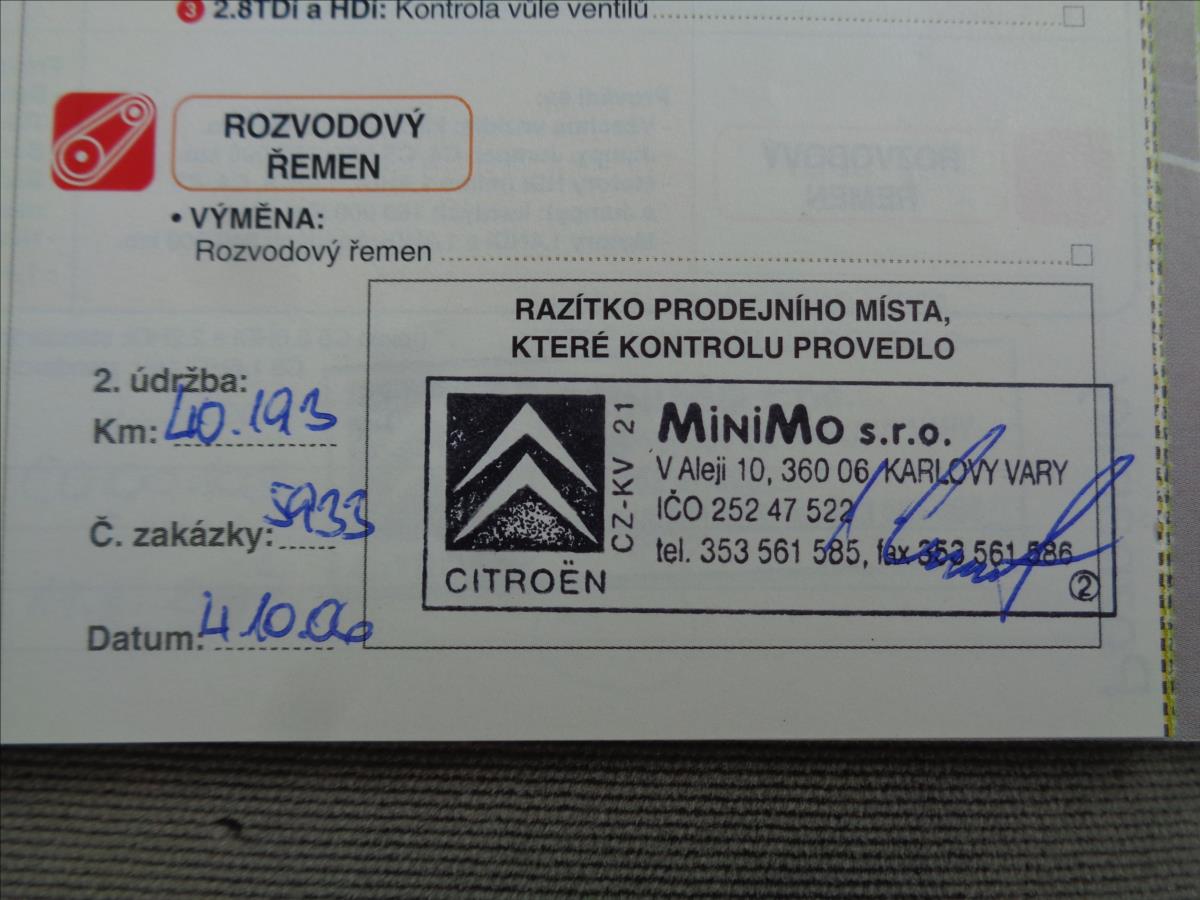 3 2.8TDi a HDi: Kontrola vůle ventilů
ROZVODOVÝ
ŘEMEN
• VÝMĚNA:
Rozvodový řemen
RAZÍTKO PRODEJNÍHO MÍSTA,
KTERÉ KONTROLU PROVEDLO
2. údržba:
Km: 40.193
Č. zakázky: 5933
Datum: 4.10.06
CITROËN
CZ-KV 21
MiNiMo s.r.o.
V Aleji 10, 360 06 KARLOVY VARY
IČO 252 47 522
tel. 353 561 585, fax 353 561 586
2